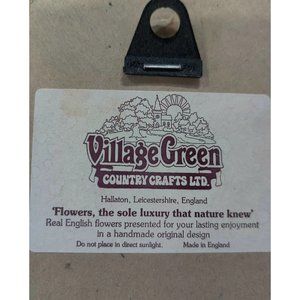 Village Green
COUNTRY CRAFTS LTD.
Hallaton, Leicestershire, England
'Flowers, the sole luxury that nature knew'
Real English flowers presented for your lasting enjoyment
in a handmade original design
Do not place in direct sunlight. Made in England